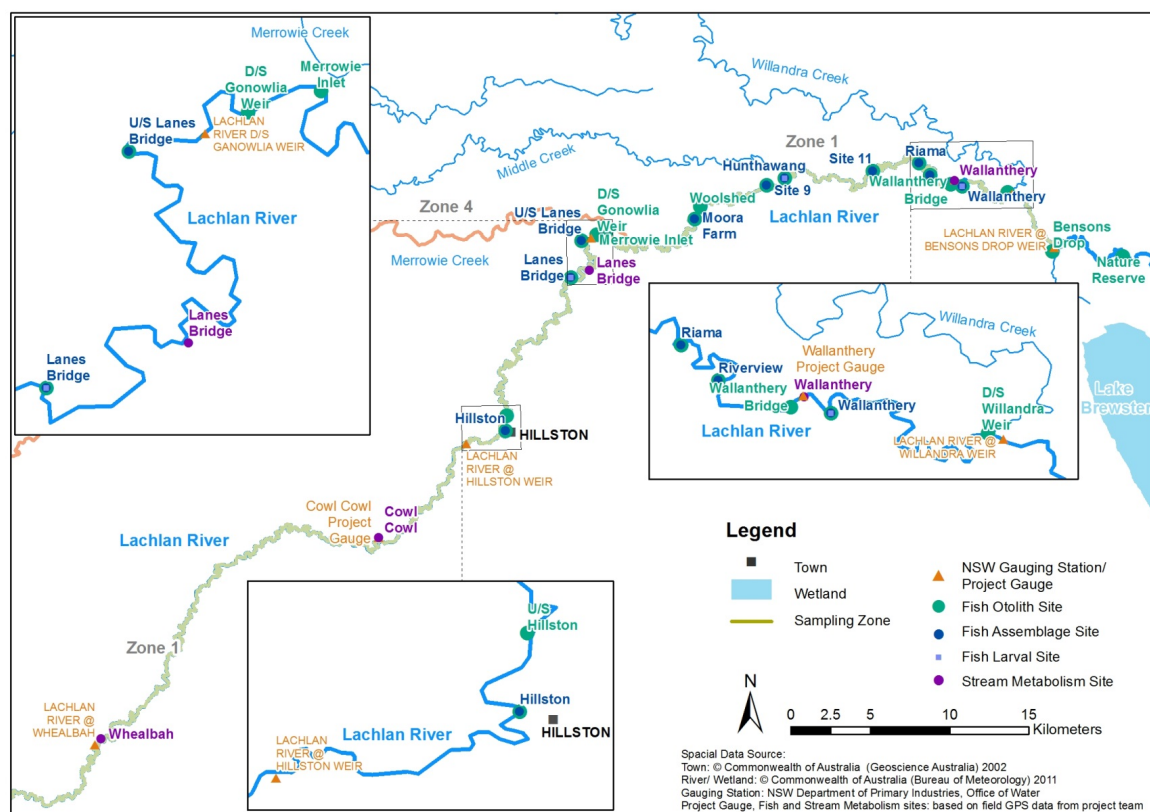 Merrowie Creek
D/S
Gonowlia
Weir
Merrowie
Inlet
U/S Lanes
Bridge
LACHLAN
RIVER D/S
GANOWLIA WEIR
Lachlan River
Lanes
Bridge
Lanes
Bridge
Willandra Creek
Zone 1
Middle Creek
Riama
Site 11
Hunthawang
Wallanthery
Site 9
Wallanthery
Bridge
Wallanthery
Woolshed
Zone 4
D/S
Gonowlia
Weir
U/S Lanes
Bridge
Moora
Farm
Lachlan River
Merrowie Inlet
Merrowie Creek
Lanes
Bridge
Lanes
Bridge
LACHLAN RIVER @
BENSONS DROP WEIR
Bensons
Drop
Nature
Reserve
Lake
Brewster
Willandra Creek
Riama
Wallanthery
Project Gauge
Riverview
Wallanthery
Wallanthery
Bridge
Wallanthery
D/S
Willandra
Weir
Lachlan River
LACHLAN RIVER @
WILLANDRA WEIR
Hillston
HILLSTON
LACHLAN
RIVER @
HILLSTON WEIR
Cowl Cowl
Project
Gauge
Cowl
Cowl
Lachlan River
Zone 1
LACHLAN
RIVER @
WHEALBAH
Whealbah
U/S
Hillston
Hillston
HILLSTON
Lachlan River
LACHLAN
RIVER @
HILLSTON WEIR
Legend
Town
Wetland
Sampling Zone
NSW Gauging Station/
Project Gauge
Fish Otolith Site
Fish Assemblage Site
Fish Larval Site
Stream Metabolism Site
N
0 2.5 5 10 15
Kilometers
Spacial Data Source:
Town: © Commonwealth of Australia (Geoscience Australia) 2002
River/ Wetland: © Commonwealth of Australia (Bureau of Meteorology) 2011
Gauging Station: NSW Department of Primary Industries, Office of Water
Project Gauge, Fish and Stream Metabolism sites: based on field GPS data from project team